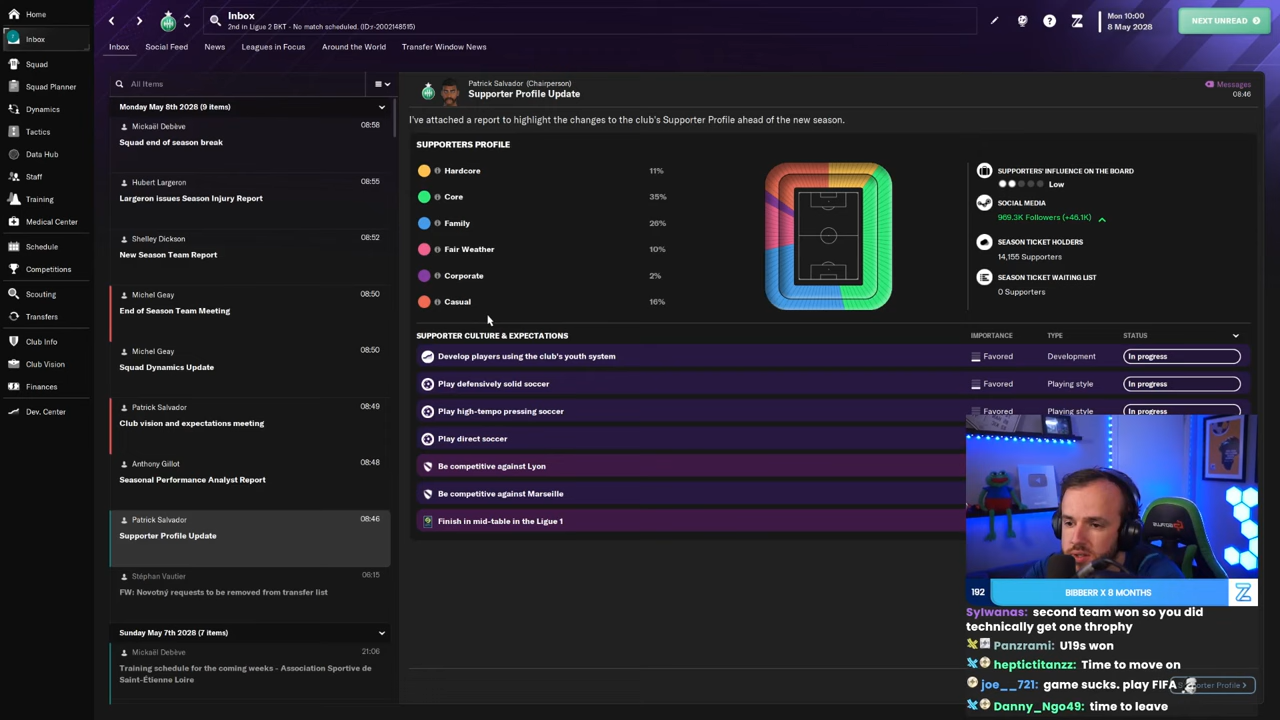 Home
Inbox
Squad
Squad Planner
Dynamics
Tactics
Data Hub
Staff
Training
Medical Center
Schedule
Competitions
Scouting
Transfers
Club Info
Club Vision
Finances
Dev. Center
Inbox
2nd in Ligue 2 BKT - No match scheduled. (ID:r-2002148515)
Mon 10:00
8 May 2028
NEXT UNREAD
Inbox Social Feed News Leagues in Focus Around the World Transfer Window News
All Items
Monday May 8th 2028 (9 items)
Mickaël Debève 08:58
Squad end of season break
Hubert Largeron 08:55
Largeron issues Season Injury Report
Shelley Dickson 08:52
New Season Team Report
Michel Geay 08:50
End of Season Team Meeting
Michel Geay 08:50
Squad Dynamics Update
Patrick Salvador 08:49
Club vision and expectations meeting
Anthony Gillot 08:48
Seasonal Performance Analyst Report
Patrick Salvador 08:46
Supporter Profile Update
Stéphan Vautier 06:15
FW: Novotný requests to be removed from transfer list
Sunday May 7th 2028 (7 items)
Mickaël Debève 21:06
Training schedule for the coming weeks - Association Sportive de
Saint-Étienne Loire
Patrick Salvador (Chairperson)
Supporter Profile Update
Messages
08:46
I've attached a report to highlight the changes to the club's Supporter Profile ahead of the new season.
SUPPORTERS PROFILE
Hardcore 11%
Core 35%
Family 26%
Fair Weather 10%
Corporate 2%
Casual 16%
SUPPORTERS' INFLUENCE ON THE BOARD
Low
SOCIAL MEDIA
969.3K Followers (+46.1K)
SEASON TICKET HOLDERS
14,155 Supporters
SEASON TICKET WAITING LIST
0 Supporters
SUPPORTER CULTURE & EXPECTATIONS IMPORTANCE TYPE STATUS
Develop players using the club's youth system Favored Development In progress
Play defensively solid soccer Favored Playing style In progress
Play high-tempo pressing soccer Favored Playing style In progress
Play direct soccer
Be competitive against Lyon
Be competitive against Marseille
Finish in mid-table in the Ligue 1
192 BIBBERR X 8 MONTHS
Sylwanas: second team won so you did
technically get one throphy
Panzrami: U19s won
heptictitanzz: Time to move on
joe__721: game sucks. play FIFA
Profile
Danny_Ngo49: time to leave